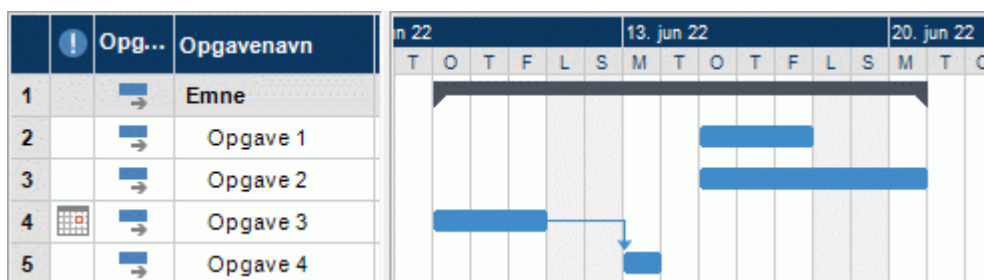 Opg... Opgavenavn
n 22 13. jun 22 20. jun 22
T O T F L S M T O T F L S M T
1 Emne
2 Opgave 1
3 Opgave 2
4 Opgave 3
5 Opgave 4